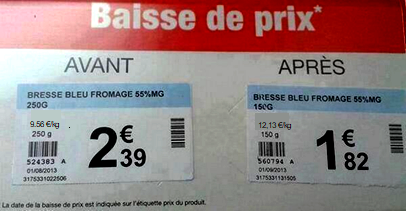 Baisse de prix*
AVANT
APRÈS
BRESSE BLEU FROMAGE 55%MG
250G
9.56 €/kg
250 g
2€39
524383 A
01/08/2013
3175331022506
BRESSE BLEU FROMAGE 55%MG
150G
12,13 €/kg
150 g
1€82
560794 A
01/09/2013
3175331131505
La date de la baisse de prix est indiquée sur l'étiquette prix du produit.